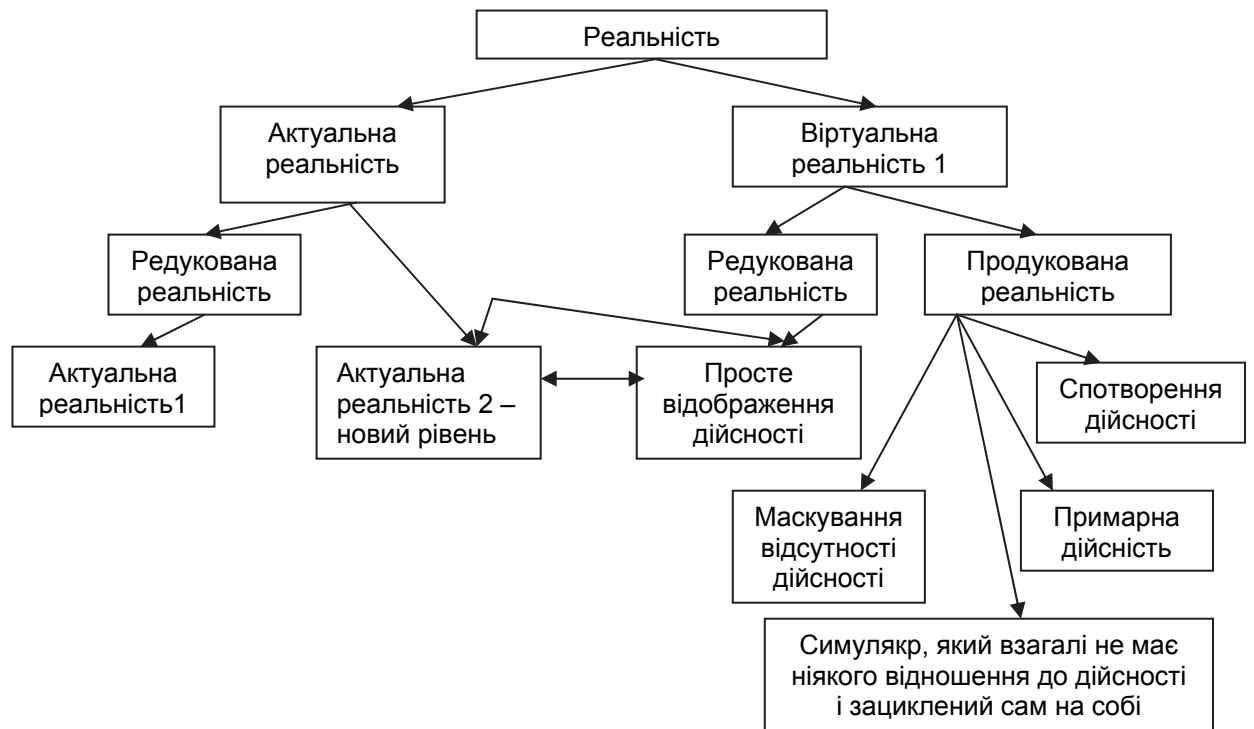 Реальність
Актуальна
реальність
Віртуальна
реальність 1
Редукована
реальність
Редукована
реальність
Продукована
реальність
Актуальна
реальність1
Актуальна
реальність 2 –
новий рівень
Просте
відображення
дійсності
Спотворення
дійсності
Маскування
відсутності
дійсності
Примарна
дійсність
Симулякр, який взагалі не має
ніякого відношення до дійсності
і зациклений сам на собі